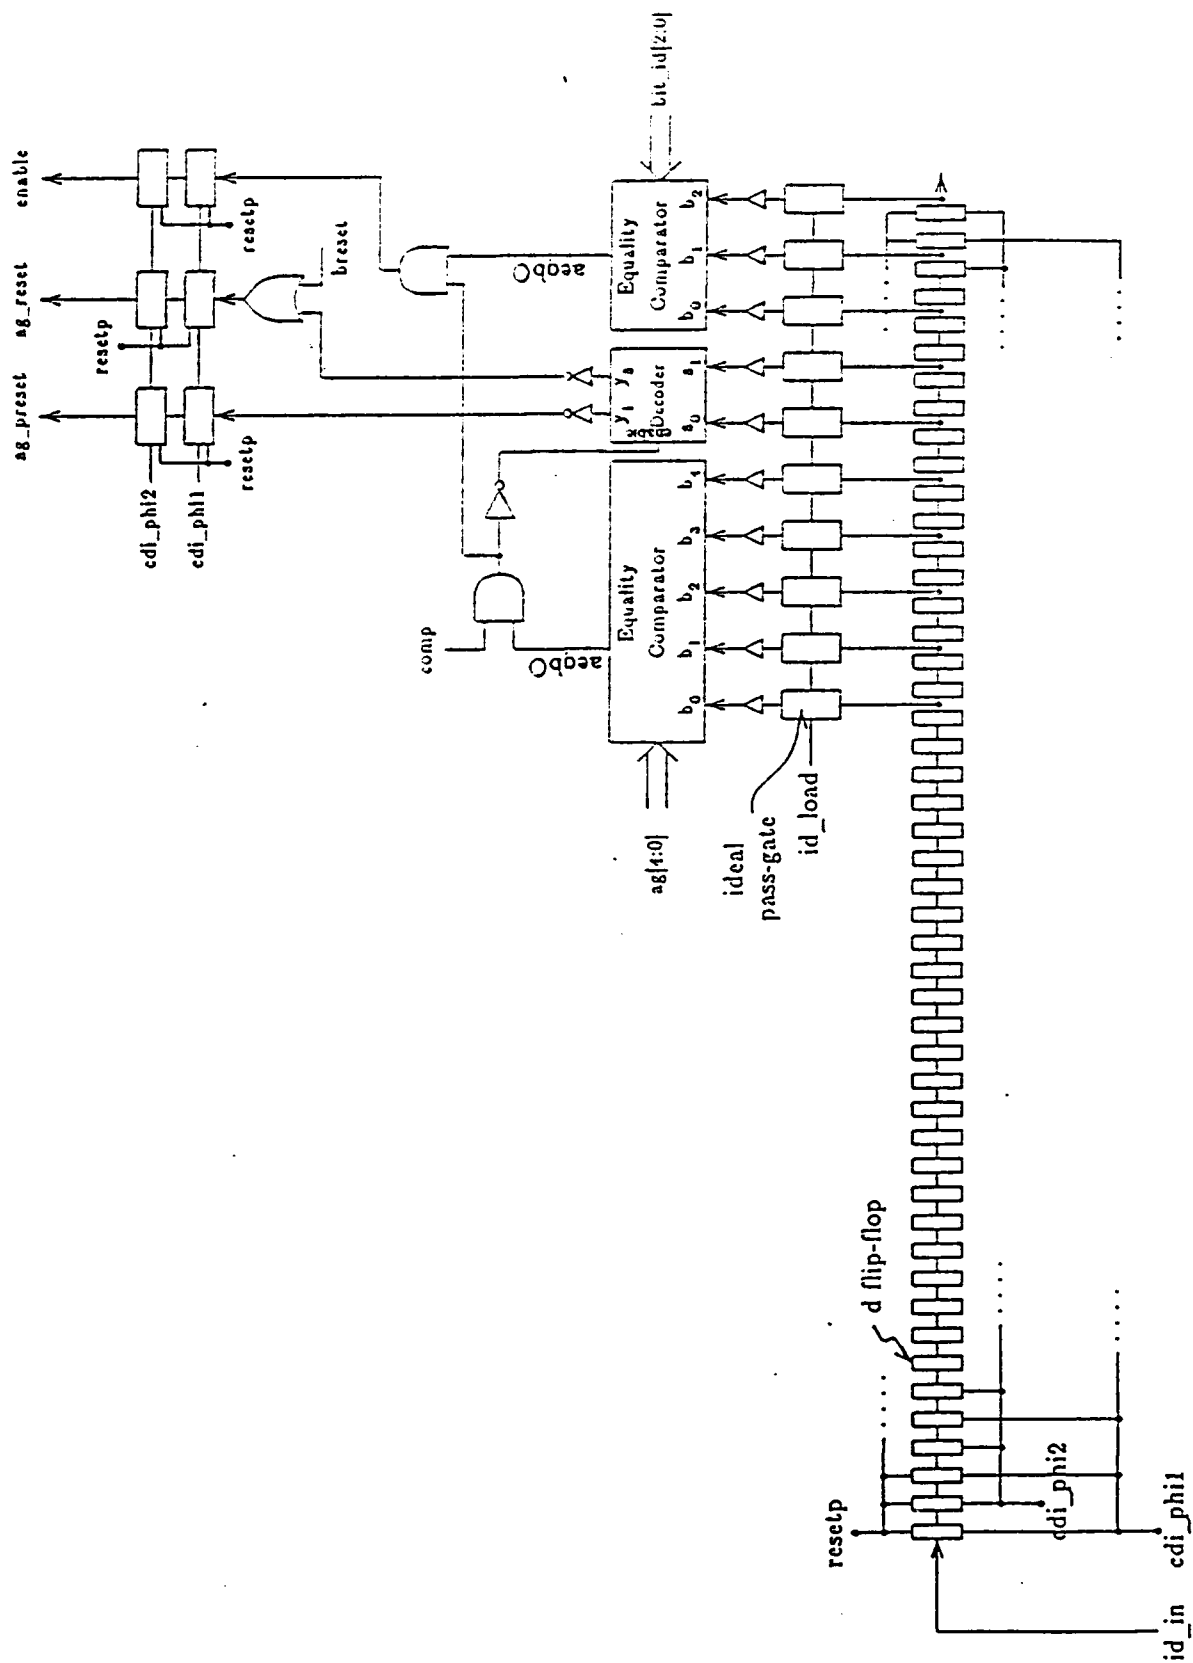 ag_preset
ag_reset
enable
cdi_phi2
cdi_phi1
resetp
resetp
resetp
breset
comp
aeqbO
aeqbO
ag[4:0]
Equality
Comparator
b0
b1
b2
b3
b4
y1
y3
Decoder
a0
a1
Equality
Comparator
b0
b1
b2
bit_id[2:0]
ideal
pass-gate
id_load
d flip-flop
resetp
cdi_phi2
cdi_phi1
id_in